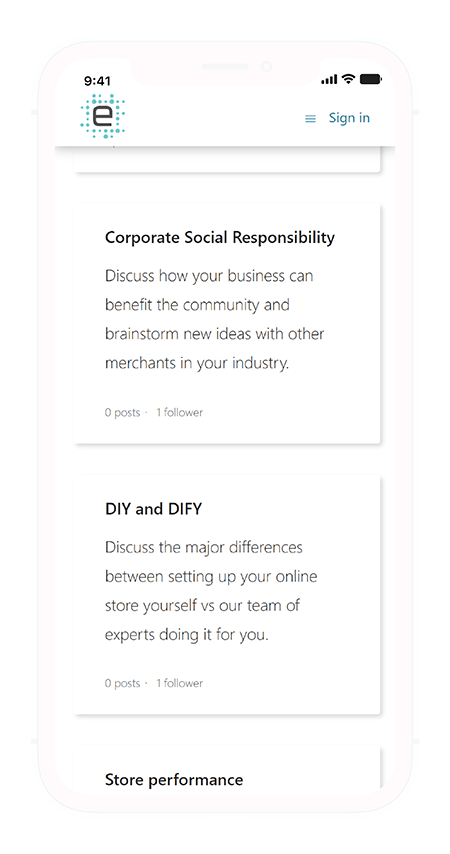 9:41
e
Sign in
Corporate Social Responsibility
Discuss how your business can
benefit the community and
brainstorm new ideas with other
merchants in your industry.
0 posts · 1 follower
DIY and DIFY
Discuss the major differences
between setting up your online
store yourself vs our team of
experts doing it for you.
0 posts · 1 follower
Store performance